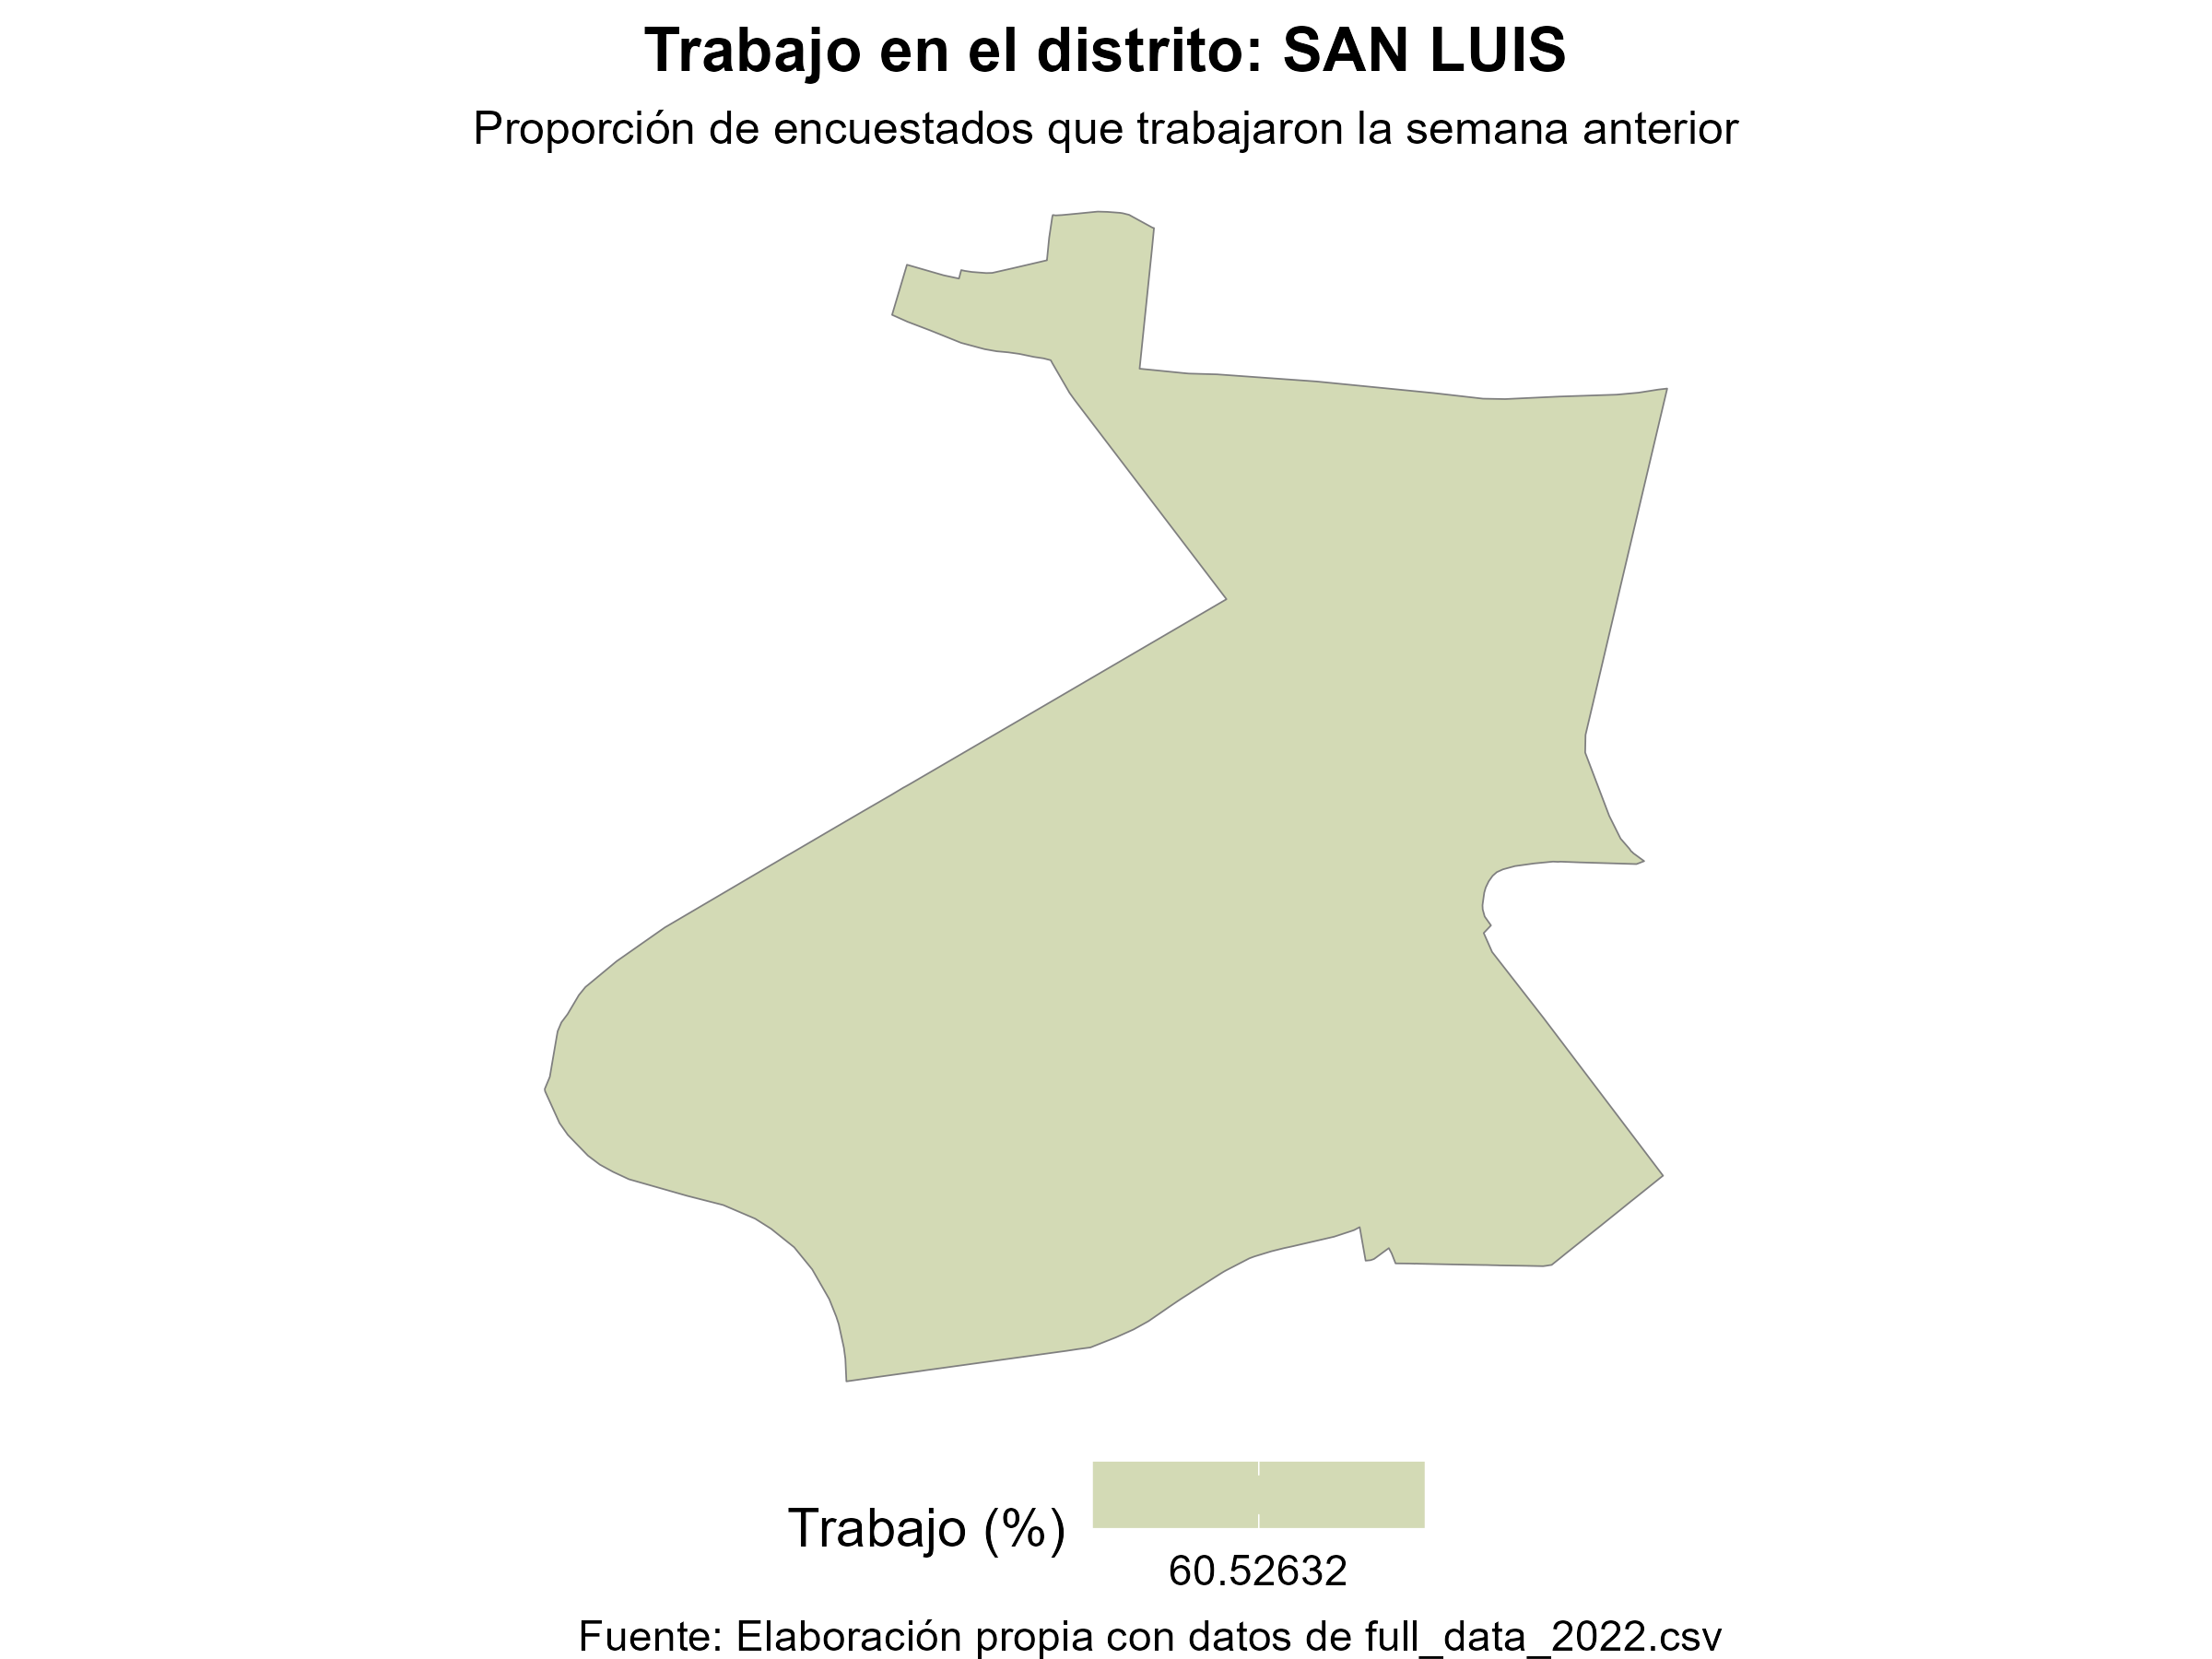 Trabajo en el distrito: SAN LUIS
Proporción de encuestados que trabajaron la semana anterior
Trabajo (%)
60.52632
Fuente: Elaboración propia con datos de full_data_2022.csv